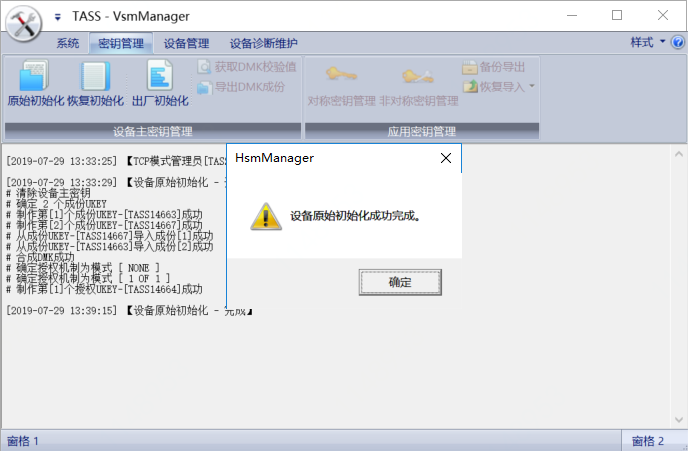 TASS - VsmManager
系统 密钥管理 设备管理 设备诊断维护 样式
获取DMK校验值 备份导出
导出DMK成份 恢复导入
原始初始化 恢复初始化 出厂初始化 对称密钥管理 非对称密钥管理
设备主密钥管理 应用密钥管理
[2019-07-29 13:33:25] 【TCP模式管理员[TASS
[2019-07-29 13:33:29] 【设备原始初始化 -
# 清除设备主密钥
# 确定 2 个成份UKEY
# 制作第[1]个成份UKEY-[TASS14663]成功
# 制作第[2]个成份UKEY-[TASS14667]成功
# 从成份UKEY-[TASS14667]导入成份[1]成功
# 从成份UKEY-[TASS14663]导入成份[2]成功
# 合成DMK成功
# 确定授权机制为模式 [ NONE ]
# 确定授权机制为模式 [ 1 OF 1 ]
# 制作第[1]个授权UKEY-[TASS14664]成功
[2019-07-29 13:39:15] 【设备原始初始化 - 完成】
HsmManager
设备原始初始化成功完成。
确定
窗格 1 窗格 2